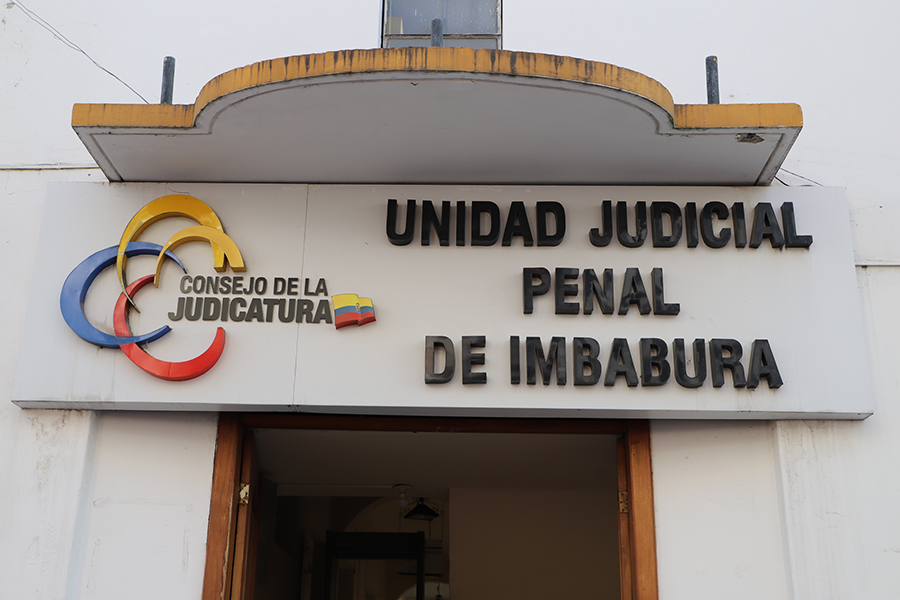 CONSEJO DE LA
JUDICATURA
UNIDAD JUDICIAL
PENAL
DE IMBABURA